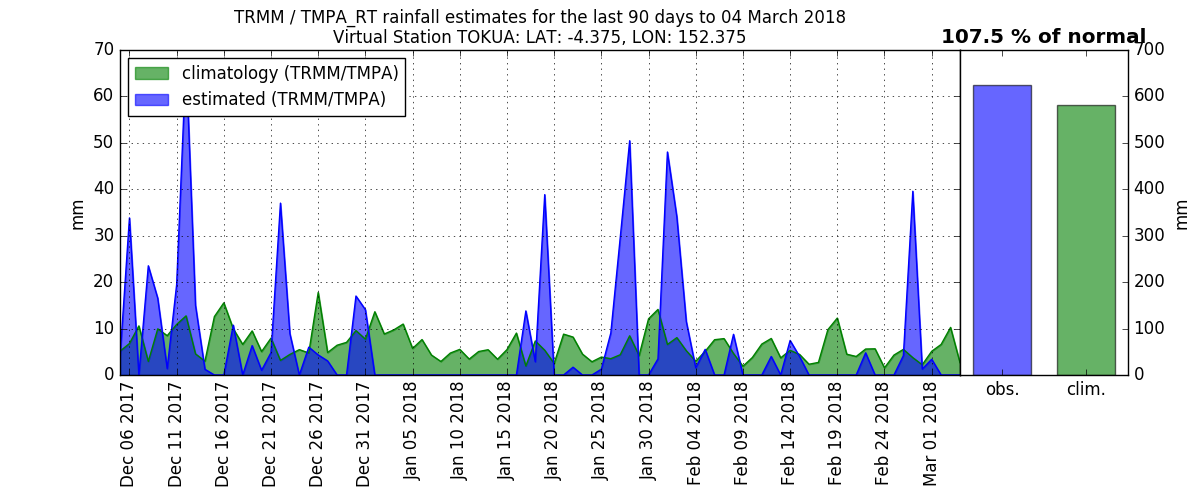 TRMM / TMPA_RT rainfall estimates for the last 90 days to 04 March 2018
Virtual Station TOKUA: LAT: -4.375, LON: 152.375
107.5 % of normal
climatology (TRMM/TMPA)
estimated (TRMM/TMPA)
70
60
50
40
30
20
10
0
mm
Dec 06 2017
Dec 11 2017
Dec 16 2017
Dec 21 2017
Dec 26 2017
Dec 31 2017
Jan 05 2018
Jan 10 2018
Jan 15 2018
Jan 20 2018
Jan 25 2018
Jan 30 2018
Feb 04 2018
Feb 09 2018
Feb 14 2018
Feb 19 2018
Feb 24 2018
Mar 01 2018
obs.
clim.
700
600
500
400
300
200
100
0
mm